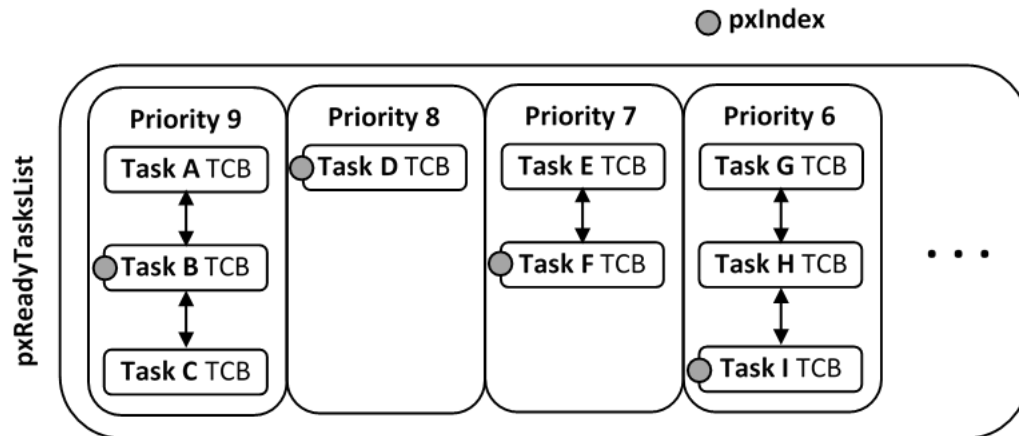 pxIndex
pxReadyTasksList
Priority 9
Task A TCB
Task B TCB
Task C TCB
Priority 8
Task D TCB
Priority 7
Task E TCB
Task F TCB
Priority 6
Task G TCB
Task H TCB
Task I TCB
. . .